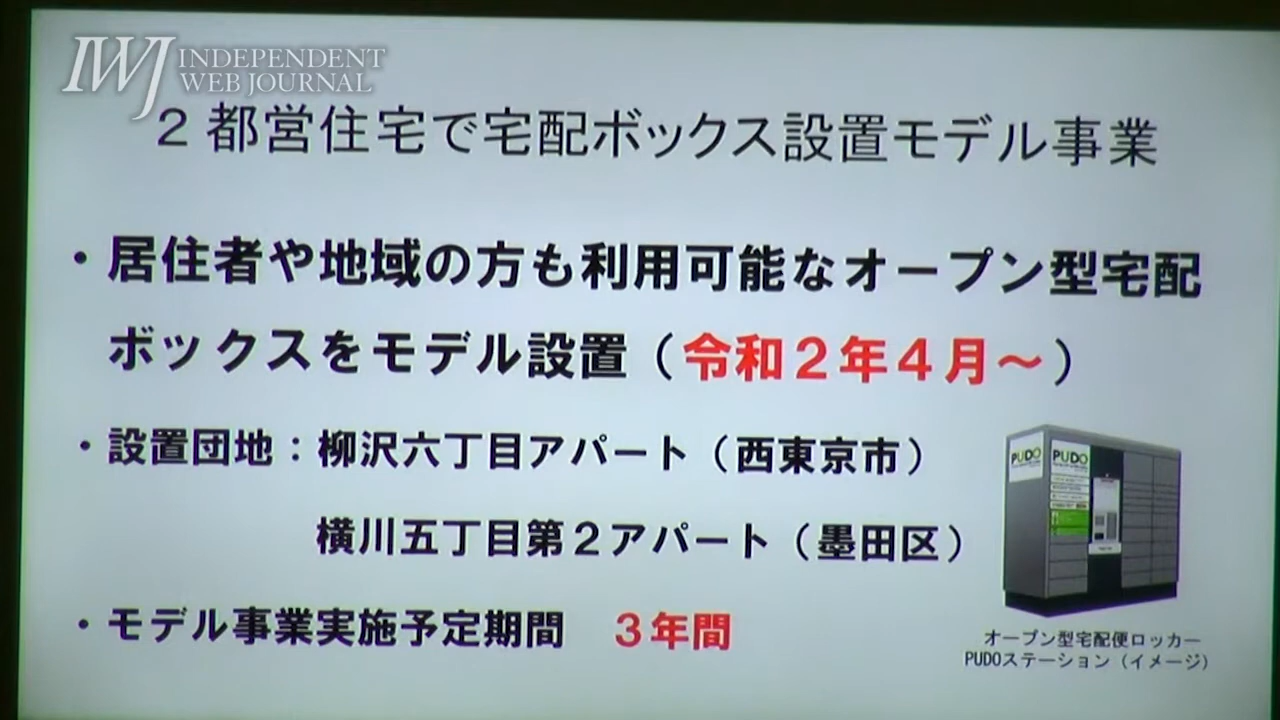 IWJ INDEPENDENT
WEB JOURNAL
２都営住宅で宅配ボックス設置モデル事業
・居住者や地域の方も利用可能なオープン型宅配
ボックスをモデル設置（令和２年４月～）
・設置団地：柳沢六丁目アパート（西東京市）
横川五丁目第２アパート（墨田区）
・モデル事業実施予定期間　３年間
PUDO PUDO
オープン型宅配便ロッカー
PUDOステーション（イメージ）